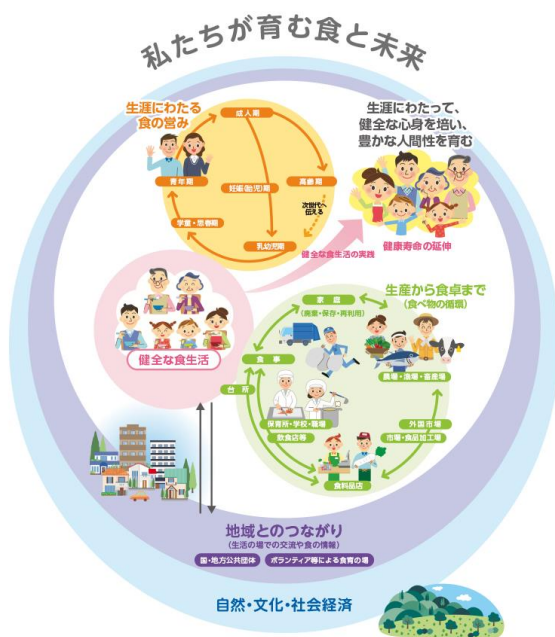 私たちが育む食と未来
生涯にわたる
食の営み
成人期
青年期
妊娠(胎児)期
高齢期
学童・思春期
次世代へ
伝える
乳幼児期
生涯にわたって、
健全な心身を培い、
豊かな人間性を育む
健康寿命の延伸
健全な食生活の実践
健全な食生活
生産から食卓まで
(食べ物の循環)
家庭
(廃棄・保存・再利用)
食事
台所
農場・漁場・畜産場
保育所・学校・職場
飲食店等
外国市場
市場・食品加工場
食料品店
地域とのつながり
(生活の場での交流や食の情報)
国・地方公共団体
ボランティア等による食育の場
自然・文化・社会経済